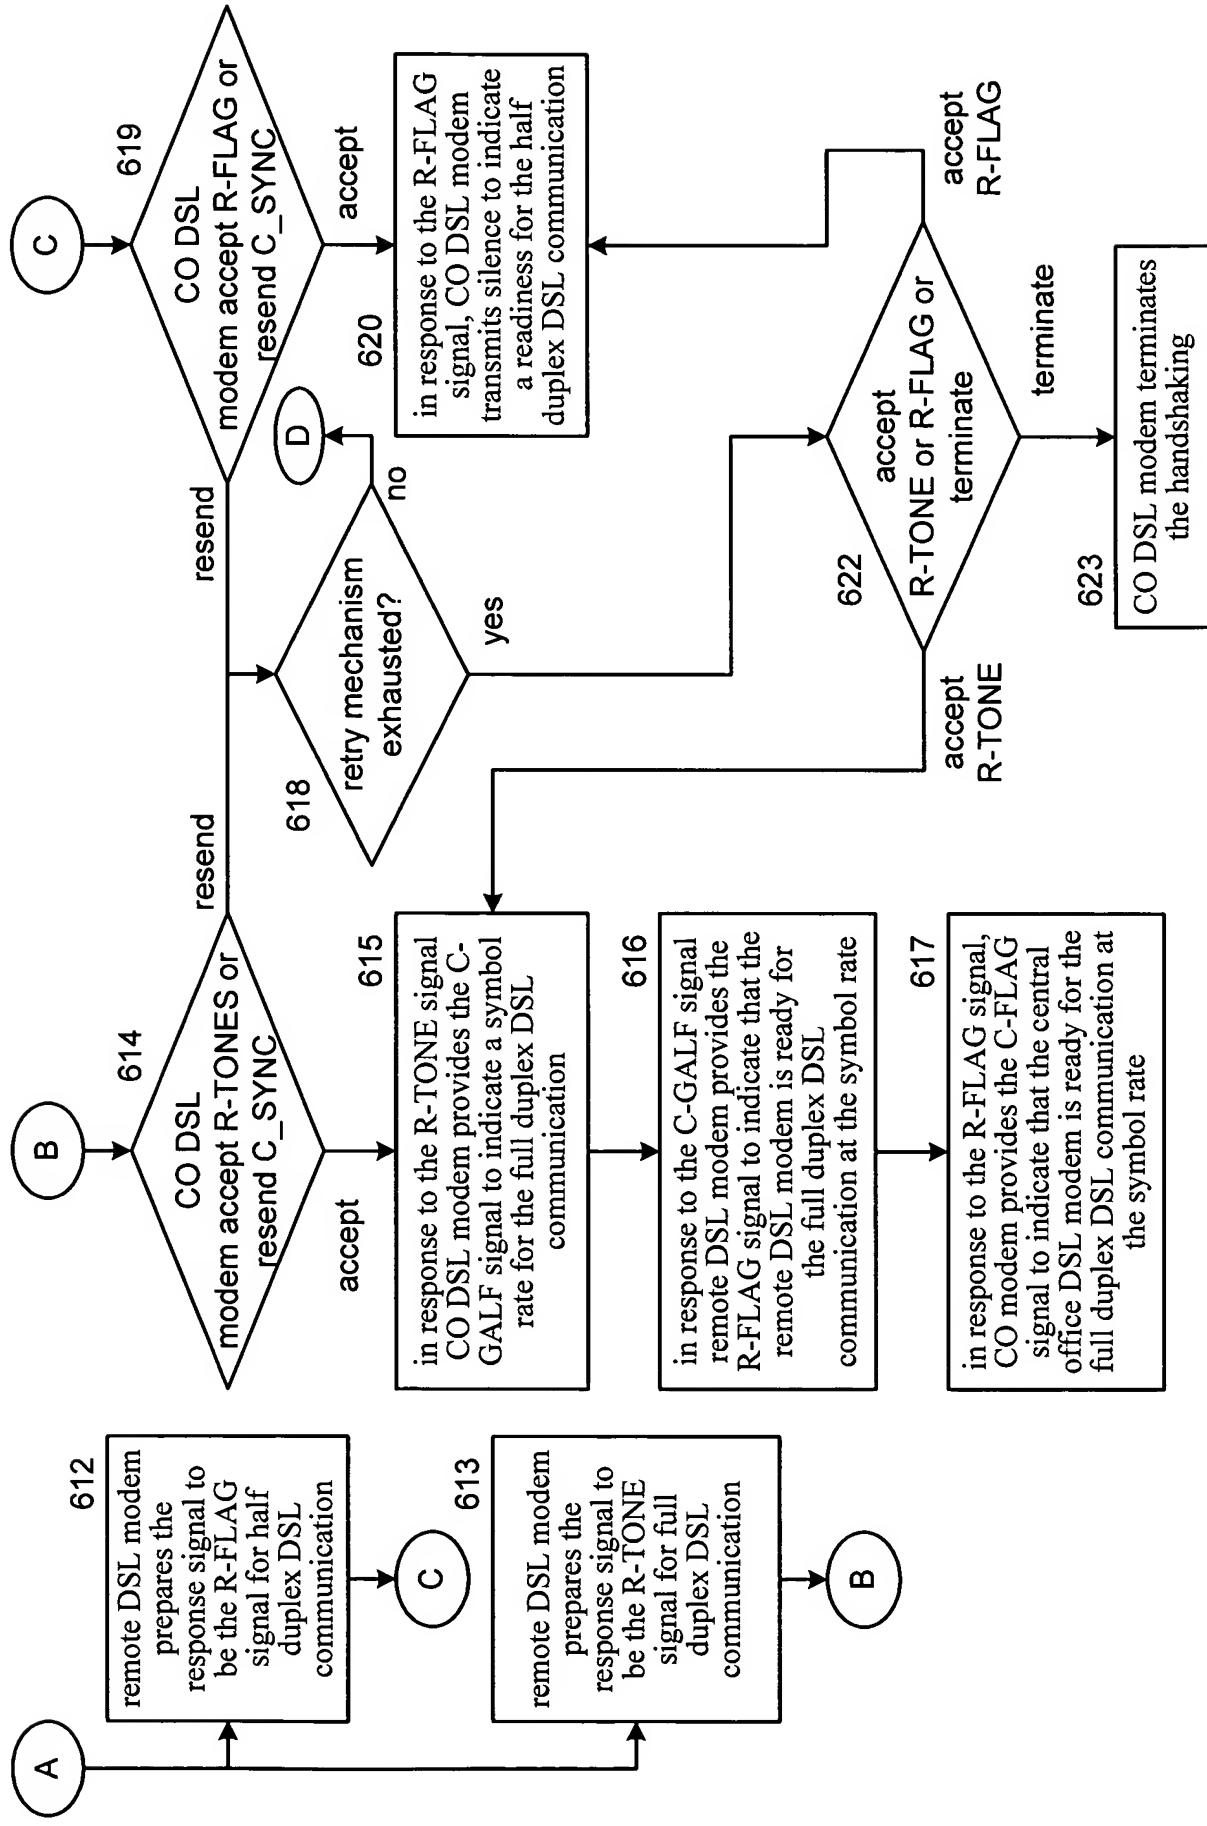 A
612
remote DSL modem
prepares the
response signal to
be the R-FLAG
signal for half
duplex DSL
communication
C
613
remote DSL modem
prepares the
response signal to
be the R-TONE
signal for full
duplex DSL
communication
B
B
614
CO DSL
modem accept R-TONES or
resend C_SYNC
resend
accept
615
in response to the R-TONE signal
CO DSL modem provides the C-
GALF signal to indicate a symbol
rate for the full duplex DSL
communication
616
in response to the C-GALF signal
remote DSL modem provides the
R-FLAG signal to indicate that the
remote DSL modem is ready for
the full duplex DSL
communication at the symbol rate
617
in response to the R-FLAG signal,
CO modem provides the C-FLAG
signal to indicate that the central
office DSL modem is ready for the
full duplex DSL communication at
the symbol rate
618
retry mechanism
exhausted?
no
yes
D
C
619
CO DSL
modem accept R-FLAG or
resend C_SYNC
resend
accept
620
in response to the R-FLAG
signal, CO DSL modem
transmits silence to indicate
a readiness for the half
duplex DSL communication
622
accept
R-TONE or R-FLAG or
terminate
accept
R-TONE
accept
R-FLAG
terminate
623
CO DSL modem terminates
the handshaking